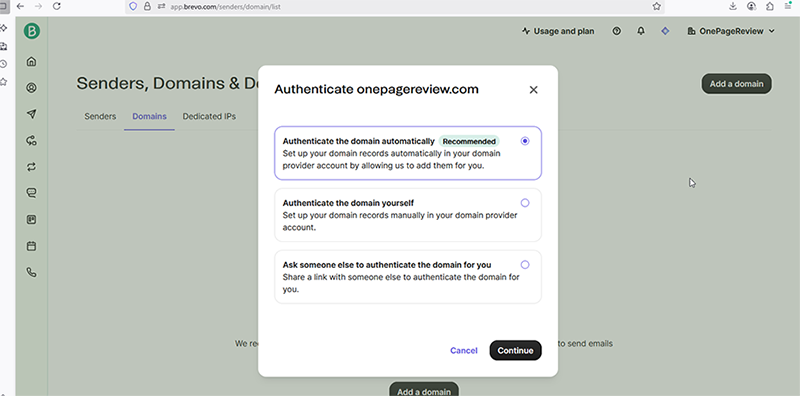 app.brevo.com/senders/domain/list
B
Usage and plan
OnePageReview
Senders, Domains & De
Add a domain
Senders
Domains
Dedicated IPs
Authenticate onepagereview.com
Authenticate the domain automatically Recommended
Set up your domain records automatically in your domain
provider account by allowing us to add them for you.
Authenticate the domain yourself
Set up your domain records manually in your domain provider
account.
Ask someone else to authenticate the domain for you
Share a link with someone else to authenticate the domain for
you.
We re
to send emails
Cancel
Continue
Add a domain